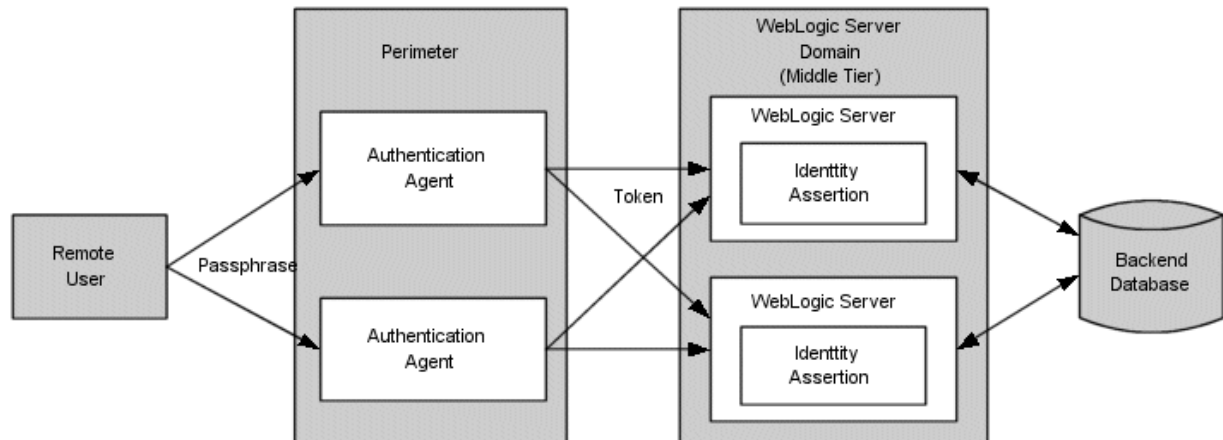 Remote
User
Passphrase
Perimeter
Authentication
Agent
Authentication
Agent
Token
WebLogic Server
Domain
(Middle Tier)
WebLogic Server
Identtity
Assertion
WebLogic Server
Identtity
Assertion
Backend
Database